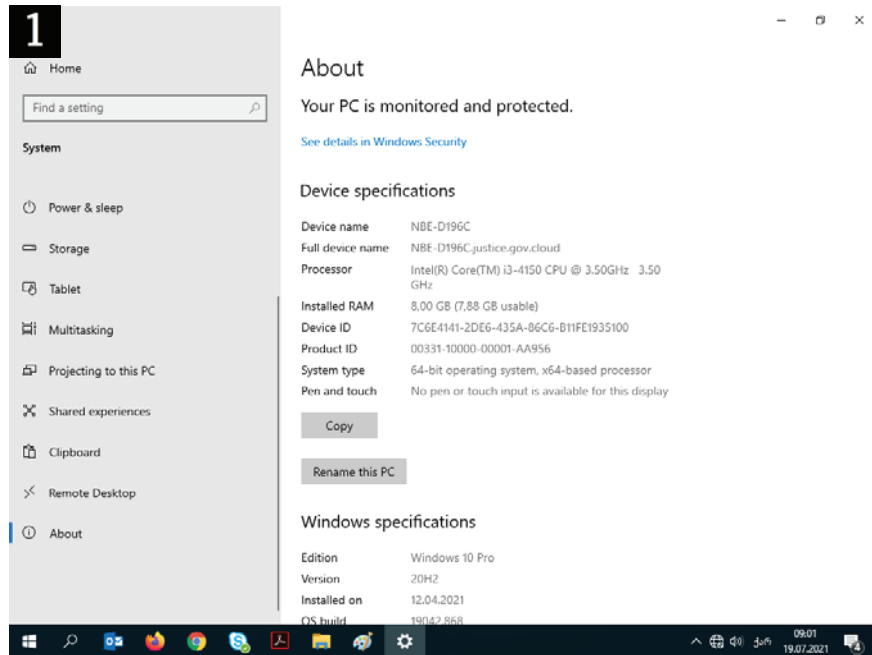 1
Home
Find a setting
System
Power & sleep
Storage
Tablet
Multitasking
Projecting to this PC
Shared experiences
Clipboard
Remote Desktop
About
About
Your PC is monitored and protected.
See details in Windows Security
Device specifications
Device name NBE-D196C
Full device name NBE-D196C.justice.gov.cloud
Processor Intel(R) Core(TM) i3-4150 CPU @ 3.50GHz 3.50
GHz
Installed RAM 8,00 GB (7,88 GB usable)
Device ID 7C6E4141-2DE6-435A-86C6-B11FE1935100
Product ID 00331-10000-00001-AA956
System type 64-bit operating system, x64-based processor
Pen and touch No pen or touch input is available for this display
Copy
Rename this PC
Windows specifications
Edition Windows 10 Pro
Version 20H2
Installed on 12.04.2021
OS build 19042.868
ქარ 09:01
19.07.2021
4